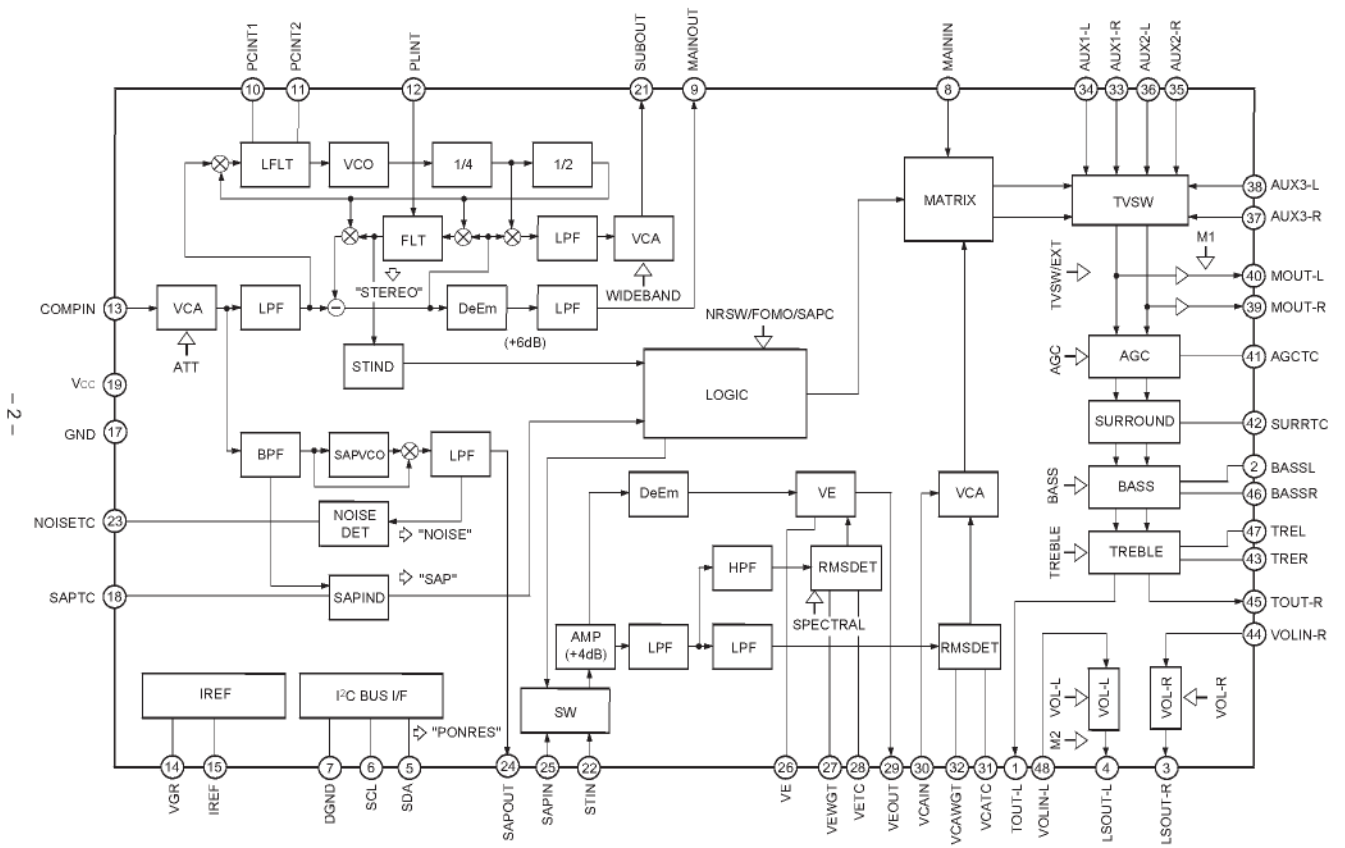 PCINT1
PCINT2
PLINT
SUBOUT
MAINOUT
MAININ
AUX1-L
AUX1-R
AUX2-L
AUX2-R
10
11
12
21
9
8
34
33
36
35
LFLT
VCO
1/4
1/2
MATRIX
TVSW
38
AUX3-L
37
AUX3-R
FLT
LPF
VCA
"STEREO"
WIDEBAND
TVSW/EXT
M1
40
MOUT-L
39
MOUT-R
COMPIN
13
VCA
LPF
−
DeEm
LPF
(+6dB)
ATT
NRSW/FOMO/SAPC
STIND
LOGIC
AGC
AGC
41
AGCTC
VCC
19
– 2 –
GND
17
SURROUND
42
SURRTC
BPF
SAPVCO
LPF
DeEm
VE
VCA
BASS
BASS
2
BASSL
46
BASSR
NOISETC
23
NOISE
DET
"NOISE"
TREBLE
TREBLE
47
TREL
43
TRER
HPF
RMSDET
SAPTC
18
SAPIND
"SAP"
45
TOUT-R
SPECTRAL
AMP
(+4dB)
LPF
LPF
RMSDET
44
VOLIN-R
IREF
I²C BUS I/F
"PONRES"
SW
VOL-L
VOL-L
VOL-R
VOL-R
M2
14
15
7
6
5
24
25
22
26
27
28
29
30
32
31
1
48
4
3
VGR
IREF
DGND
SCL
SDA
SAPOUT
SAPIN
STIN
VE
VEWGT
VETC
VEOUT
VCAIN
VCAWGT
VCATC
TOUT-L
VOLIN-L
LSOUT-L
LSOUT-R